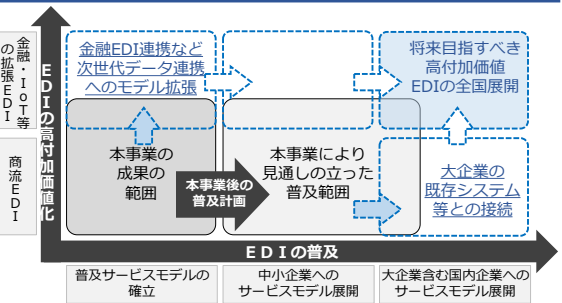 金融・IoT等
の拡張EDI
商流EDI
EDIの高付加価値化
金融EDI連携など
次世代データ連携
へのモデル拡張
将来目指すべき
高付加価値
EDIの全国展開
本事業の
成果の
範囲
本事業後の
普及計画
本事業により
見通しの立った
普及範囲
大企業の
既存システム
等との接続
EDIの普及
普及サービスモデルの
確立
中小企業への
サービスモデル展開
大企業含む国内企業への
サービスモデル展開